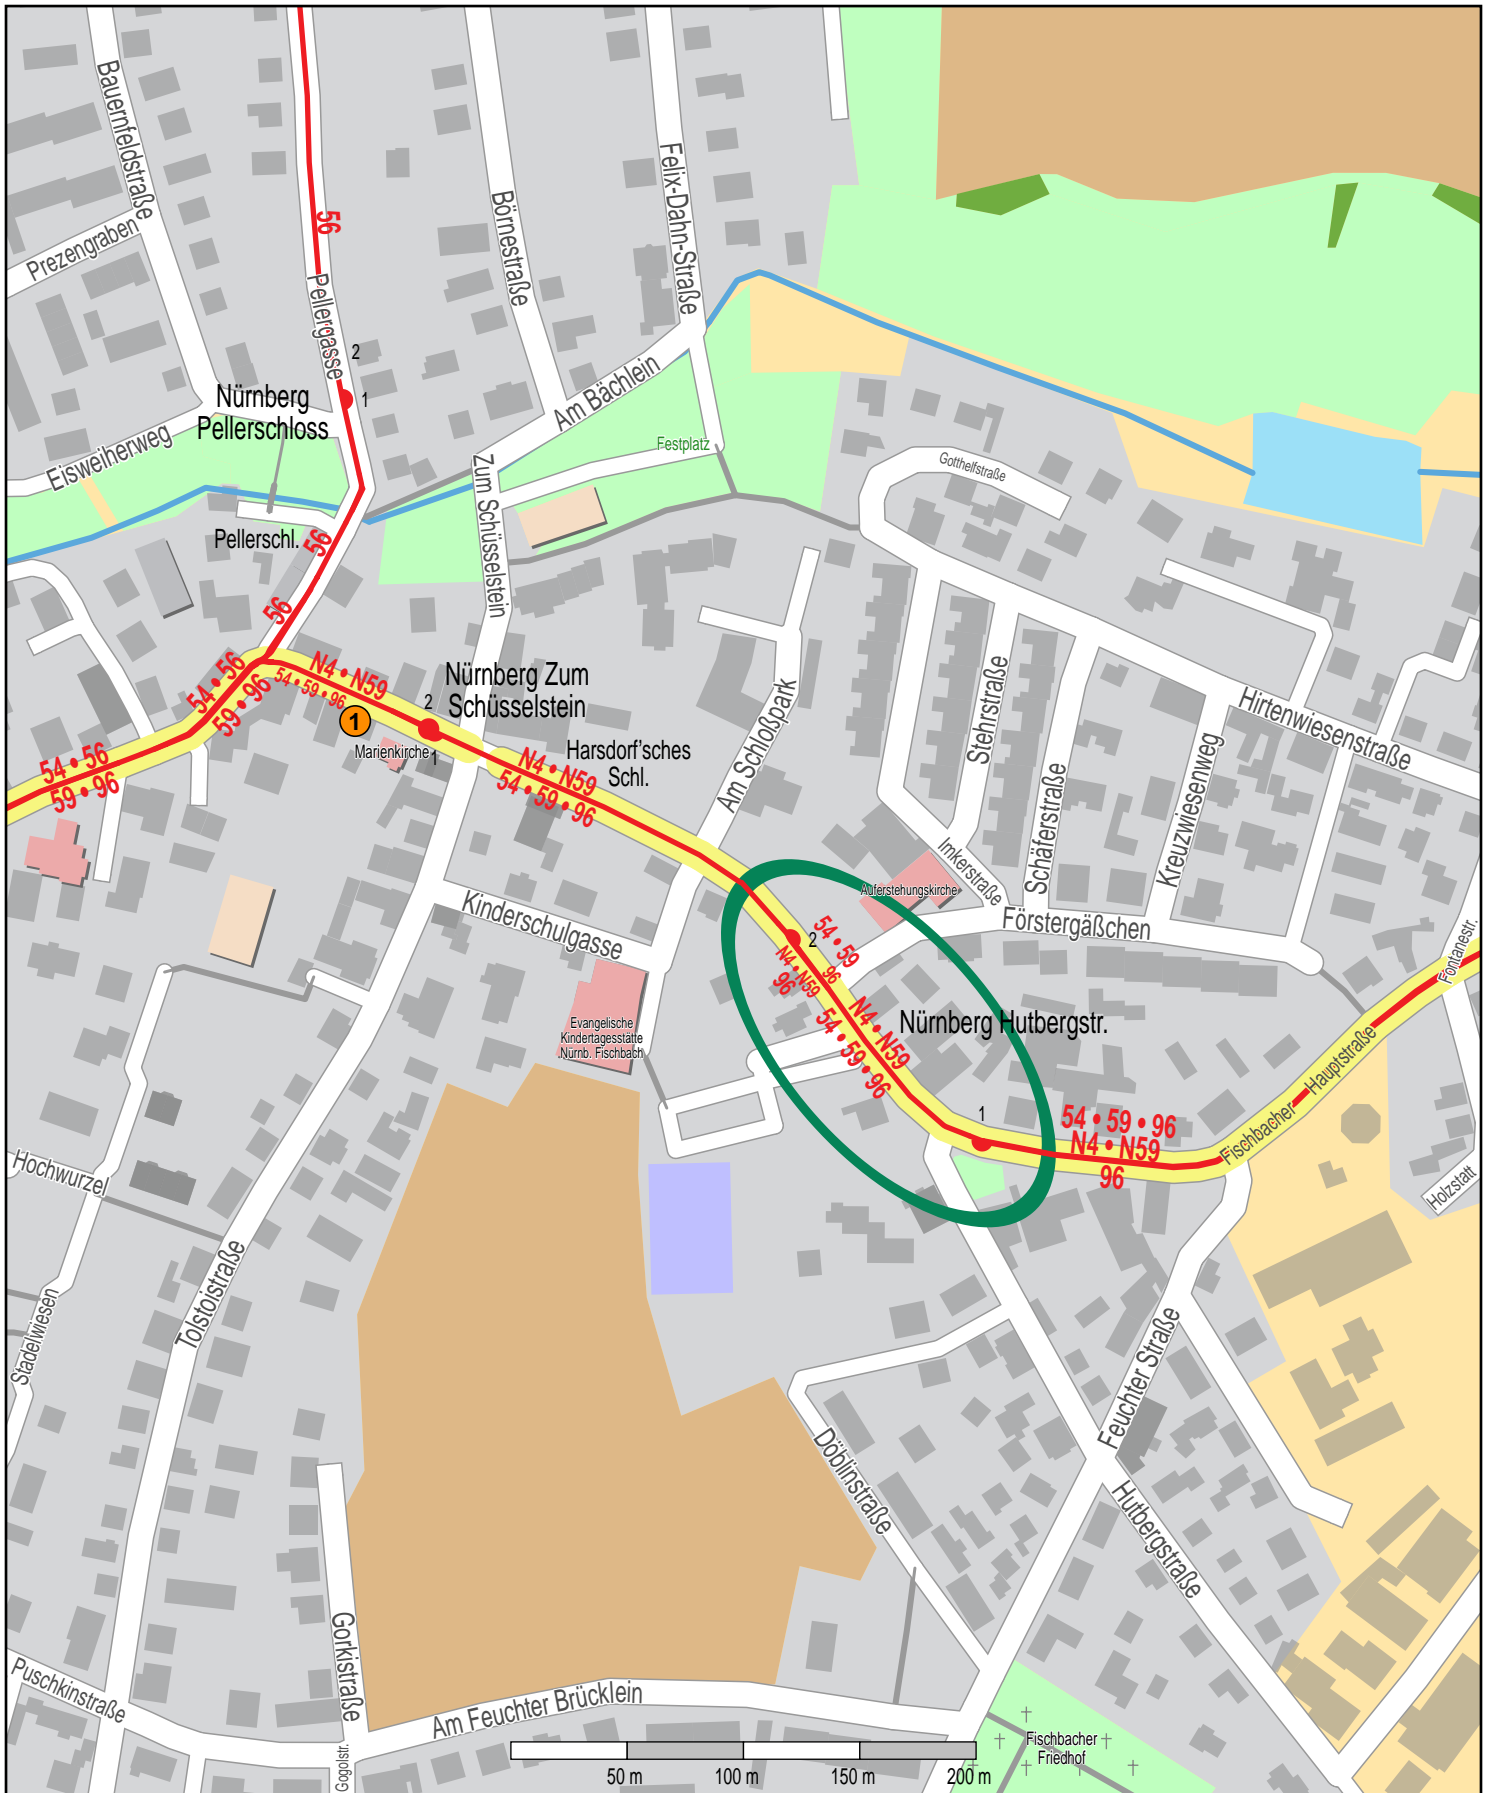 Bauernfeldstraße
Prezengraben
56
Pellergasse
Börnestraße
Felix-Dahn-Straße
2
1
Nürnberg
Pellerschloss
Eisweiherweg
Am Bächlein
Festplatz
Gotthelfstraße
Zum Schüsselstein
Pellerschl.
56
56
54 • 56
59 • 96
N4 • N59
54 • 59 • 96
1
2
Nürnberg Zum
Schüsselstein
Marienkirche
1
54 • 56
59 • 96
Harsdorf'sches
Schl.
N4 • N59
54 • 59 • 96
Am Schloßpark
Stehrstraße
Schäferstraße
Kreuzwiesenweg
Hirtenwiesenstraße
Imkerstraße
Auferstehungskirche
Förstergäßchen
Kinderschulgasse
Fontanestr.
2
54 • 59
96
N4 • N59
96
N4 • N59
54 • 59 • 96
Nürnberg Hutbergstr.
Evangelische
Kindertagesstätte
Nürnb. Fischbach
1
54 • 59 • 96
N4 • N59
96
Fischbacher
Hauptstraße
Holzstatt
Hochwurzel
Stadelwiesen
Tolstoistraße
Feuchter Straße
Döblinstraße
Hutbergstraße
Gorkistraße
Puschkinstraße
Am Feuchter Brücklein
Gogolstr.
Fischbacher
Friedhof
50 m
100 m
150 m
200 m